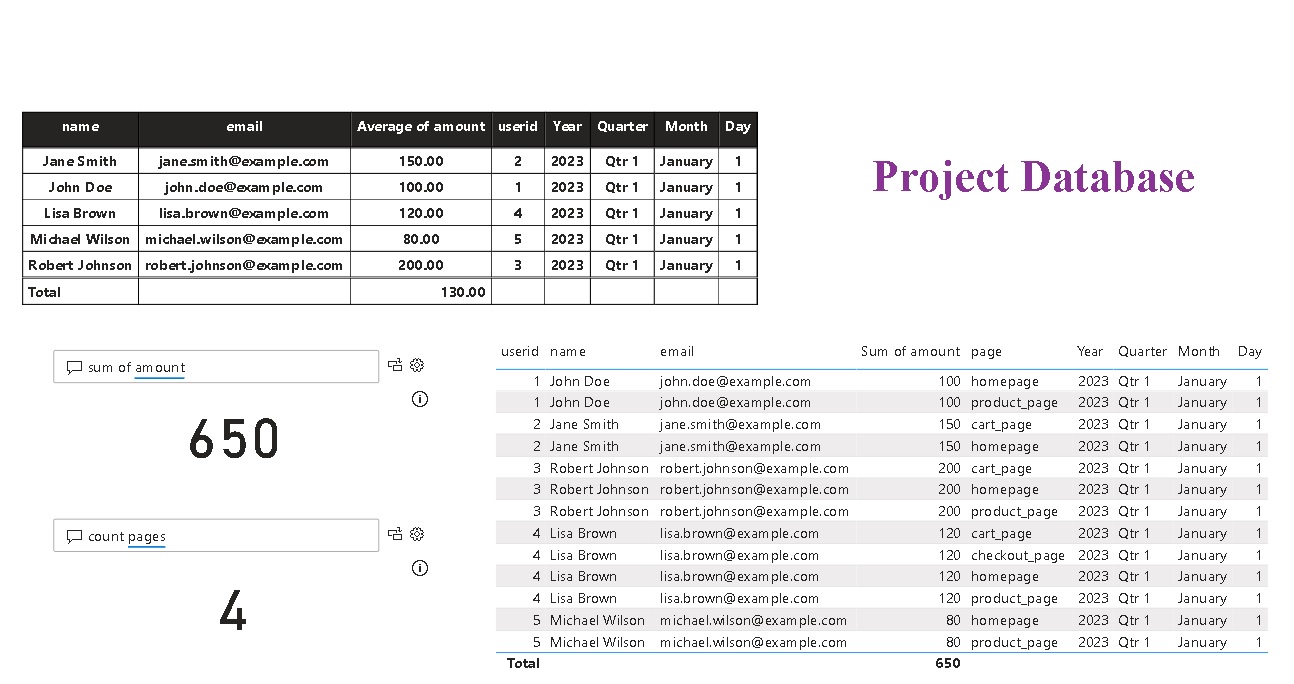 name email Average of amount userid Year Quarter Month Day
Jane Smith jane.smith@example.com 150.00 2 2023 Qtr 1 January 1
John Doe john.doe@example.com 100.00 1 2023 Qtr 1 January 1
Lisa Brown lisa.brown@example.com 120.00 4 2023 Qtr 1 January 1
Michael Wilson michael.wilson@example.com 80.00 5 2023 Qtr 1 January 1
Robert Johnson robert.johnson@example.com 200.00 3 2023 Qtr 1 January 1
Total 130.00
Project Database
sum of amount
650
count pages
4
userid name email Sum of amount page Year Quarter Month Day
1 John Doe john.doe@example.com 100 homepage 2023 Qtr 1 January 1
1 John Doe john.doe@example.com 100 product_page 2023 Qtr 1 January 1
2 Jane Smith jane.smith@example.com 150 cart_page 2023 Qtr 1 January 1
2 Jane Smith jane.smith@example.com 150 homepage 2023 Qtr 1 January 1
3 Robert Johnson robert.johnson@example.com 200 cart_page 2023 Qtr 1 January 1
3 Robert Johnson robert.johnson@example.com 200 homepage 2023 Qtr 1 January 1
3 Robert Johnson robert.johnson@example.com 200 product_page 2023 Qtr 1 January 1
4 Lisa Brown lisa.brown@example.com 120 cart_page 2023 Qtr 1 January 1
4 Lisa Brown lisa.brown@example.com 120 checkout_page 2023 Qtr 1 January 1
4 Lisa Brown lisa.brown@example.com 120 homepage 2023 Qtr 1 January 1
4 Lisa Brown lisa.brown@example.com 120 product_page 2023 Qtr 1 January 1
5 Michael Wilson michael.wilson@example.com 80 homepage 2023 Qtr 1 January 1
5 Michael Wilson michael.wilson@example.com 80 product_page 2023 Qtr 1 January 1
Total 650